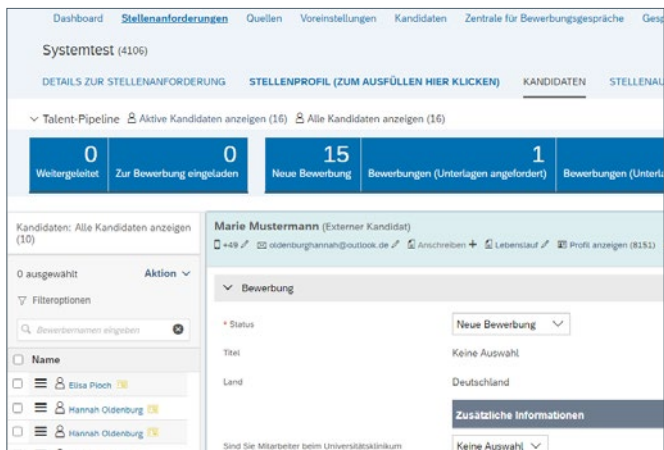 Dashboard Stellenanforderungen Quellen Voreinstellungen Kandidaten Zentrale für Bewerbungsgespräche
Systemtest (4106)
DETAILS ZUR STELLENANFORDERUNG STELLENPROFIL (ZUM AUSFÜLLEN HIER KLICKEN) KANDIDATEN STELLENAU
Talent-Pipeline Aktive Kandidaten anzeigen (16) Alle Kandidaten anzeigen (16)
0 0 15 1
Weitergeleitet Zur Bewerbung eingeladen Neue Bewerbung Bewerbungen (Unterlagen angefordert) Bewerbungen (Unterla
Kandidaten: Alle Kandidaten anzeigen
(10)
0 ausgewählt Aktion
Filteroptionen
Bewerbernamen eingeben
Name
Elisa Pioch
Hannah Oldenburg
Hannah Oldenburg
Marie Mustermann (Externer Kandidat)
+49 oldenburghannah@outlook.de Anschreiben + Lebenslauf Profil anzeigen (8151)
Bewerbung
* Status Neue Bewerbung
Titel Keine Auswahl
Land Deutschland
Zusätzliche Informationen
Sind Sie Mitarbeiter beim Universitätsklinikum Keine Auswahl